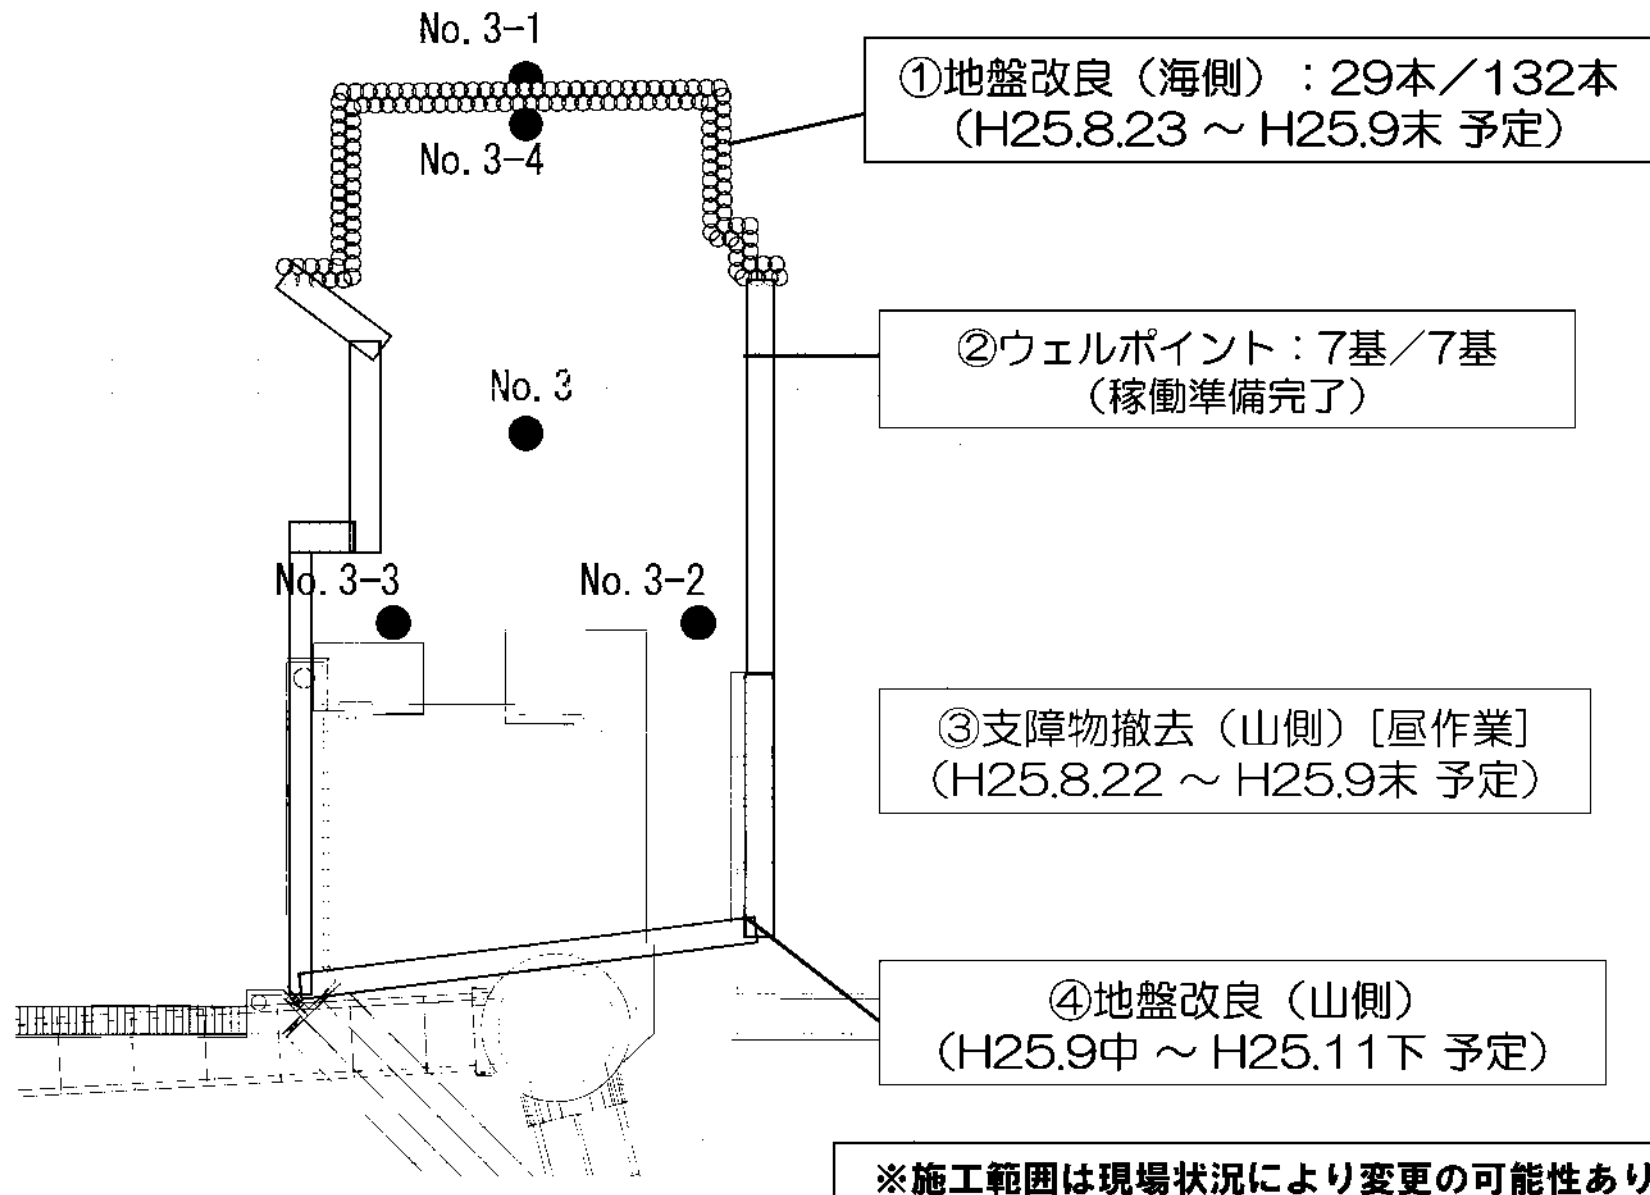 No. 3-1
①地盤改良（海側）：29本／132本
（H25.8.23 ～ H25.9末 予定）
No. 3-4
②ウェルポイント：7基／7基
（稼働準備完了）
No. 3
No. 3-3
No. 3-2
③支障物撤去（山側）[昼作業]
（H25.8.22 ～ H25.9末 予定）
④地盤改良（山側）
（H25.9中 ～ H25.11下 予定）
※施工範囲は現場状況により変更の可能性あり